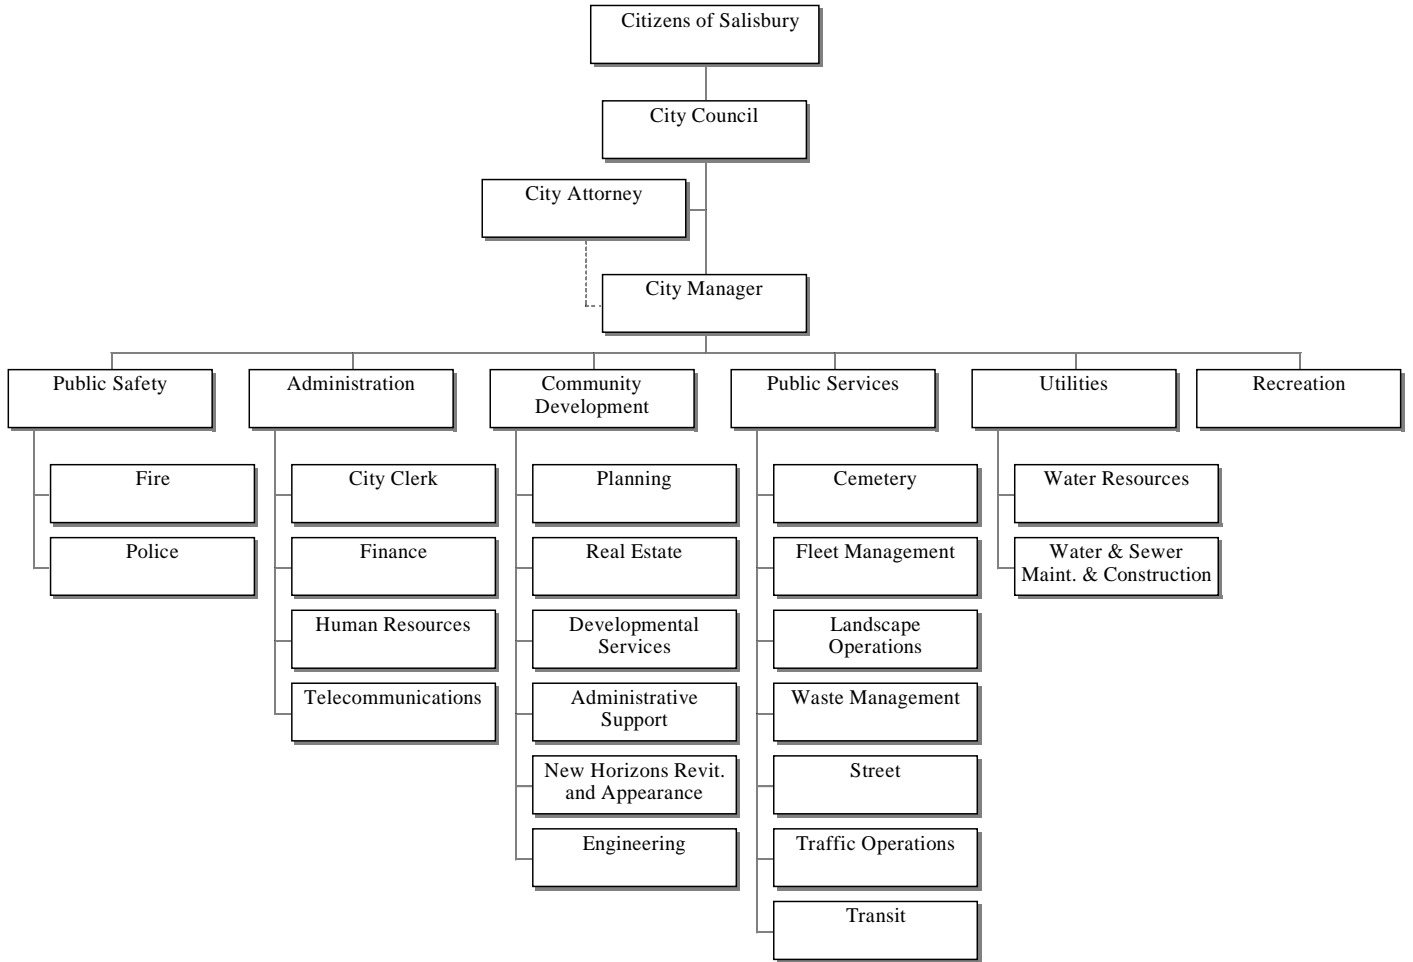 Citizens of Salisbury
City Council
City Attorney
City Manager
Public Safety
Administration
Community
Development
Public Services
Utilities
Recreation
Fire
Police
City Clerk
Finance
Human Resources
Telecommunications
Planning
Real Estate
Developmental
Services
Administrative
Support
New Horizons Revit.
and Appearance
Engineering
Cemetery
Fleet Management
Landscape
Operations
Waste Management
Street
Traffic Operations
Transit
Water Resources
Water & Sewer
Maint. & Construction